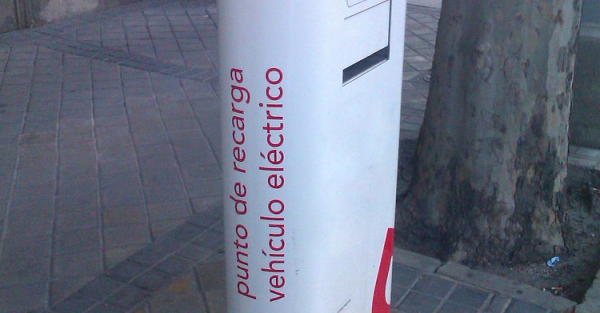 punto de recarga
vehículo eléctrico